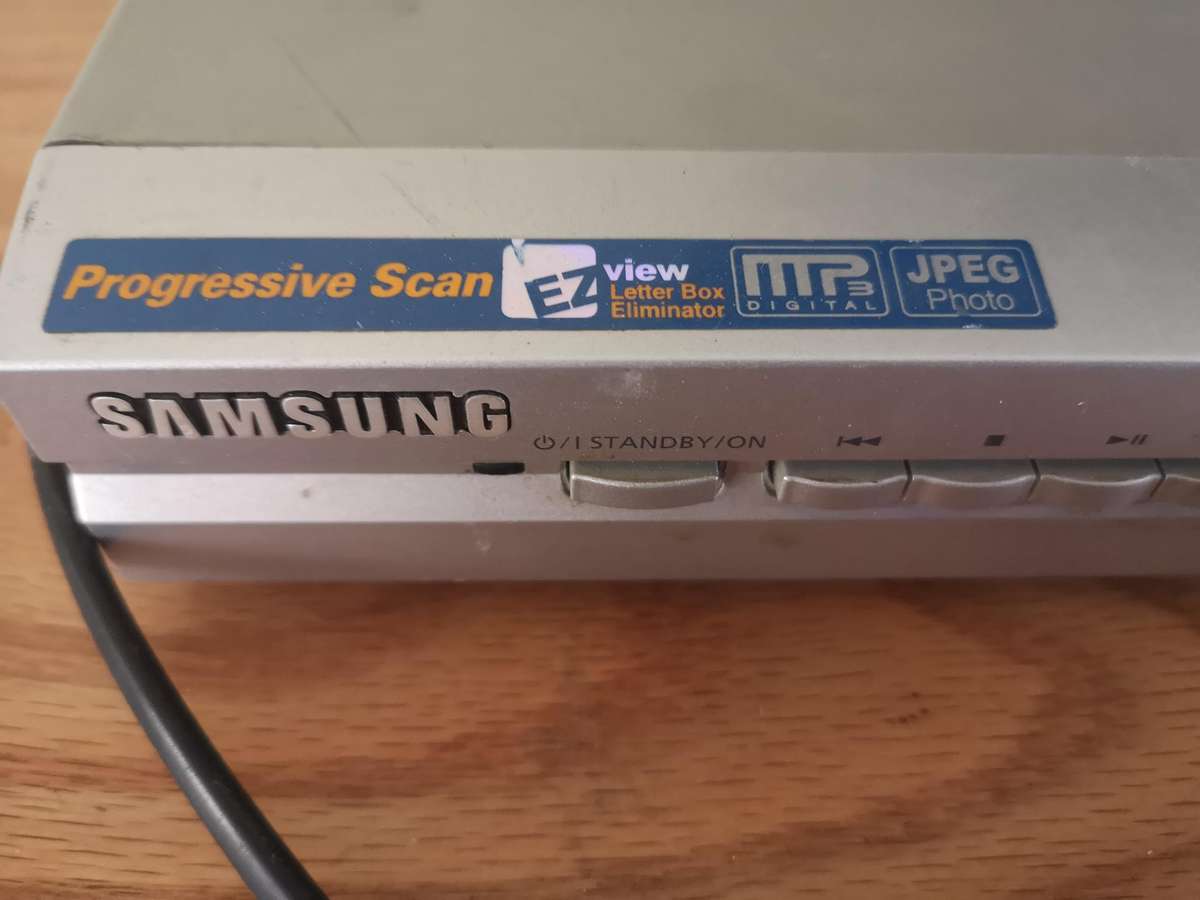 Progressive Scan
EZ view
Letter Box
Eliminator
MP3
DIGITAL
JPEG
Photo
SAMSUNG
⏻/I STANDBY/ON